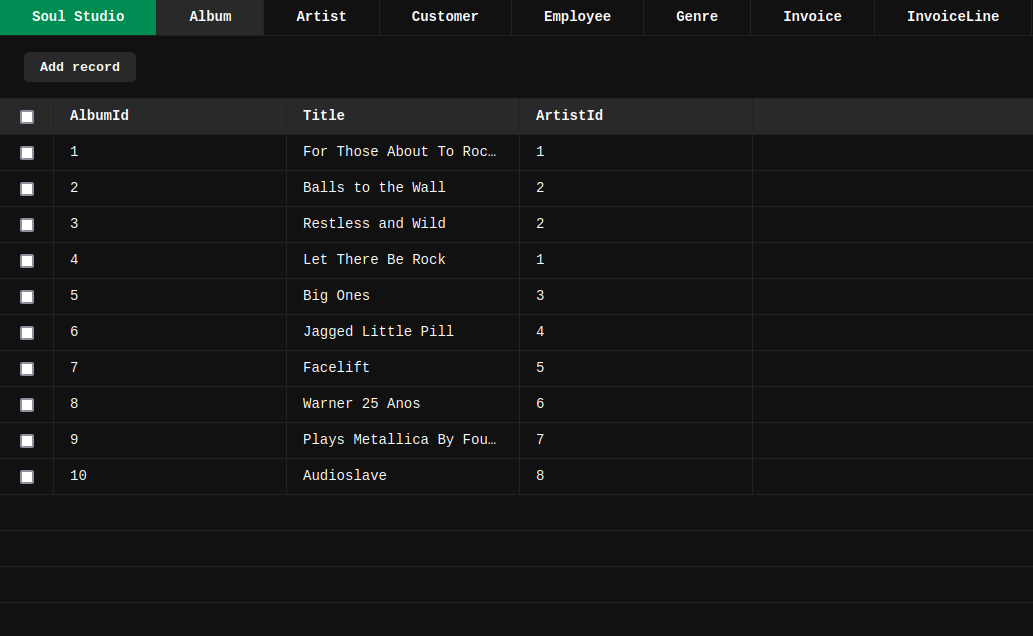 Soul Studio Album Artist Customer Employee Genre Invoice InvoiceLine
Add record
AlbumId Title ArtistId
1 For Those About To Roc… 1
2 Balls to the Wall 2
3 Restless and Wild 2
4 Let There Be Rock 1
5 Big Ones 3
6 Jagged Little Pill 4
7 Facelift 5
8 Warner 25 Anos 6
9 Plays Metallica By Fou… 7
10 Audioslave 8